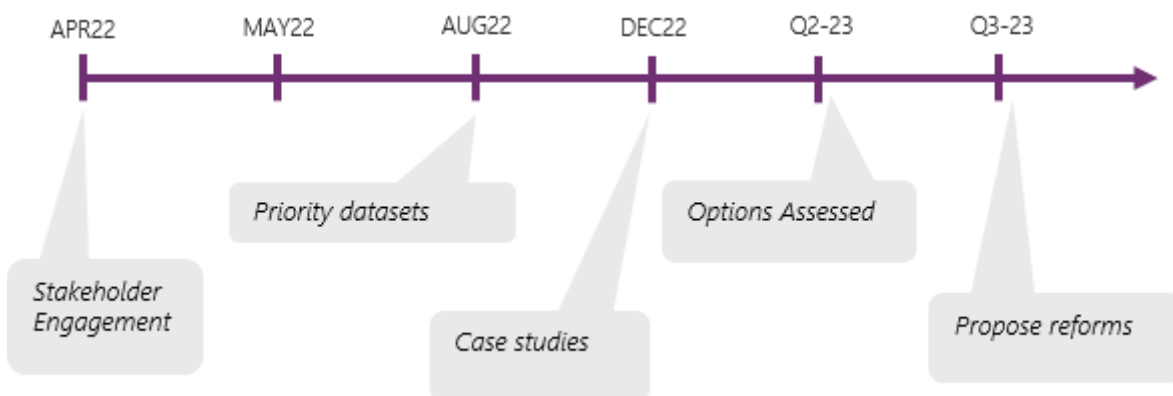 APR22
MAY22
AUG22
DEC22
Q2-23
Q3-23
Priority datasets
Options Assessed
Stakeholder
Engagement
Case studies
Propose reforms